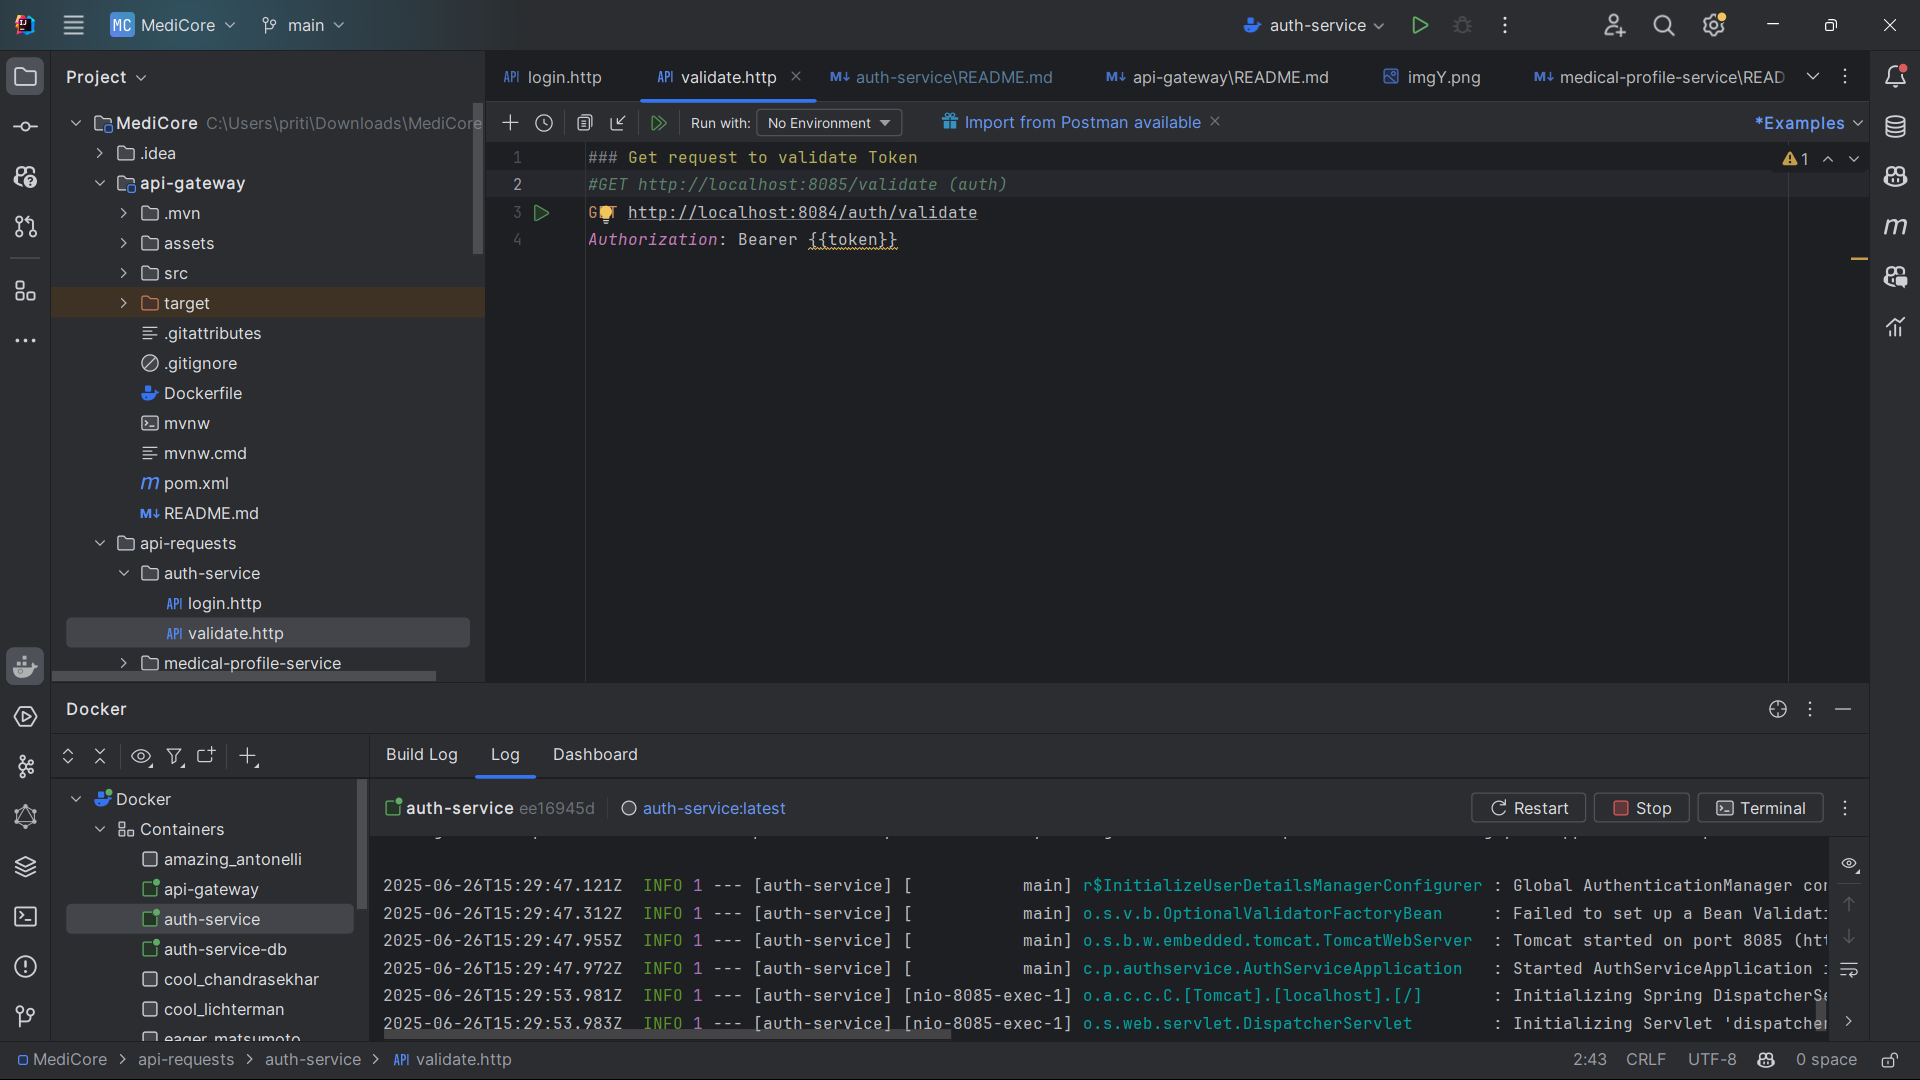 MC MediCore main auth-service
Project
login.http validate.http auth-service\README.md api-gateway\README.md imgY.png medical-profile-service\READ
MediCore C:\Users\priti\Downloads\MediCore
.idea
api-gateway
.mvn
assets
src
target
.gitattributes
.gitignore
Dockerfile
mvnw
mvnw.cmd
pom.xml
README.md
api-requests
auth-service
login.http
validate.http
medical-profile-service
Run with: No Environment Import from Postman available *Examples
1 ### Get request to validate Token
2 #GET http://localhost:8085/validate (auth)
3 GET http://localhost:8084/auth/validate
4 Authorization: Bearer {{token}}
1
Docker
Build Log Log Dashboard
Docker
Containers
amazing_antonelli
api-gateway
auth-service
auth-service-db
cool_chandrasekhar
cool_lichterman
eager_matsumoto
auth-service ee16945d auth-service:latest Restart Stop Terminal
2025-06-26T15:29:47.121Z INFO 1 --- [auth-service] [ main] r$InitializeUserDetailsManagerConfigurer : Global AuthenticationManager con
2025-06-26T15:29:47.312Z INFO 1 --- [auth-service] [ main] o.s.v.b.OptionalValidatorFactoryBean : Failed to set up a Bean Validati
2025-06-26T15:29:47.955Z INFO 1 --- [auth-service] [ main] o.s.b.w.embedded.tomcat.TomcatWebServer : Tomcat started on port 8085 (htt
2025-06-26T15:29:47.972Z INFO 1 --- [auth-service] [ main] c.p.authservice.AuthServiceApplication : Started AuthServiceApplication i
2025-06-26T15:29:53.981Z INFO 1 --- [auth-service] [nio-8085-exec-1] o.a.c.c.C.[Tomcat].[localhost].[/] : Initializing Spring DispatcherSe
2025-06-26T15:29:53.983Z INFO 1 --- [auth-service] [nio-8085-exec-1] o.s.web.servlet.DispatcherServlet : Initializing Servlet 'dispatcher
MediCore > api-requests > auth-service > API validate.http 2:43 CRLF UTF-8 0 space